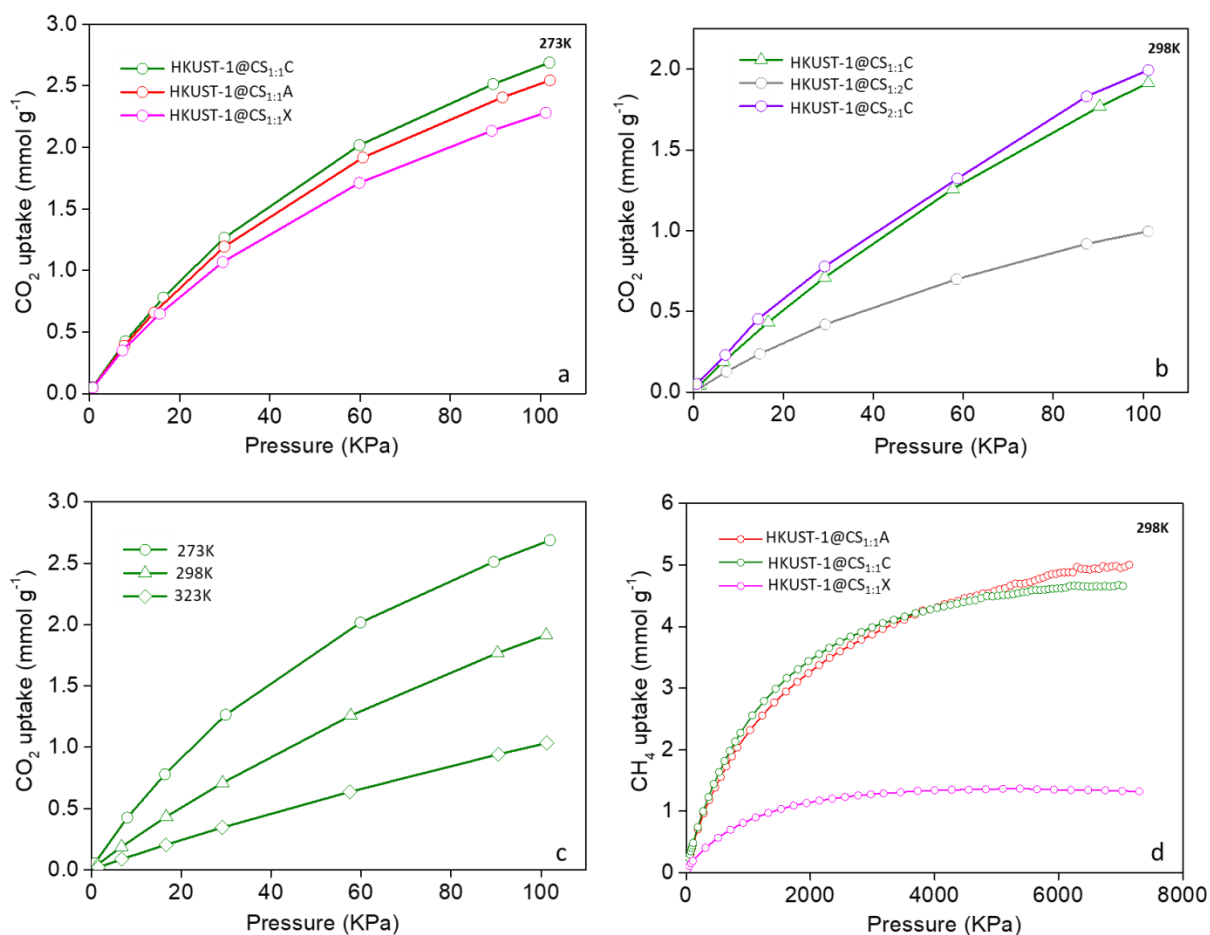 273K
HKUST-1@CS₁:₁C
HKUST-1@CS₁:₁A
HKUST-1@CS₁:₁X
CO₂ uptake (mmol g⁻¹)
3.0
2.5
2.0
1.5
1.0
0.5
0.0
0
20
40
60
80
100
a
Pressure (KPa)
298K
HKUST-1@CS₁:₁C
HKUST-1@CS₁:₂C
HKUST-1@CS₂:₁C
CO₂ uptake (mmol g⁻¹)
2.0
1.5
1.0
0.5
0.0
0
20
40
60
80
100
b
Pressure (KPa)
273K
298K
323K
CO₂ uptake (mmol g⁻¹)
3.0
2.5
2.0
1.5
1.0
0.5
0.0
0
20
40
60
80
100
c
Pressure (KPa)
298K
HKUST-1@CS₁:₁A
HKUST-1@CS₁:₁C
HKUST-1@CS₁:₁X
CH₄ uptake (mmol g⁻¹)
6
5
4
3
2
1
0
0
2000
4000
6000
8000
d
Pressure (KPa)